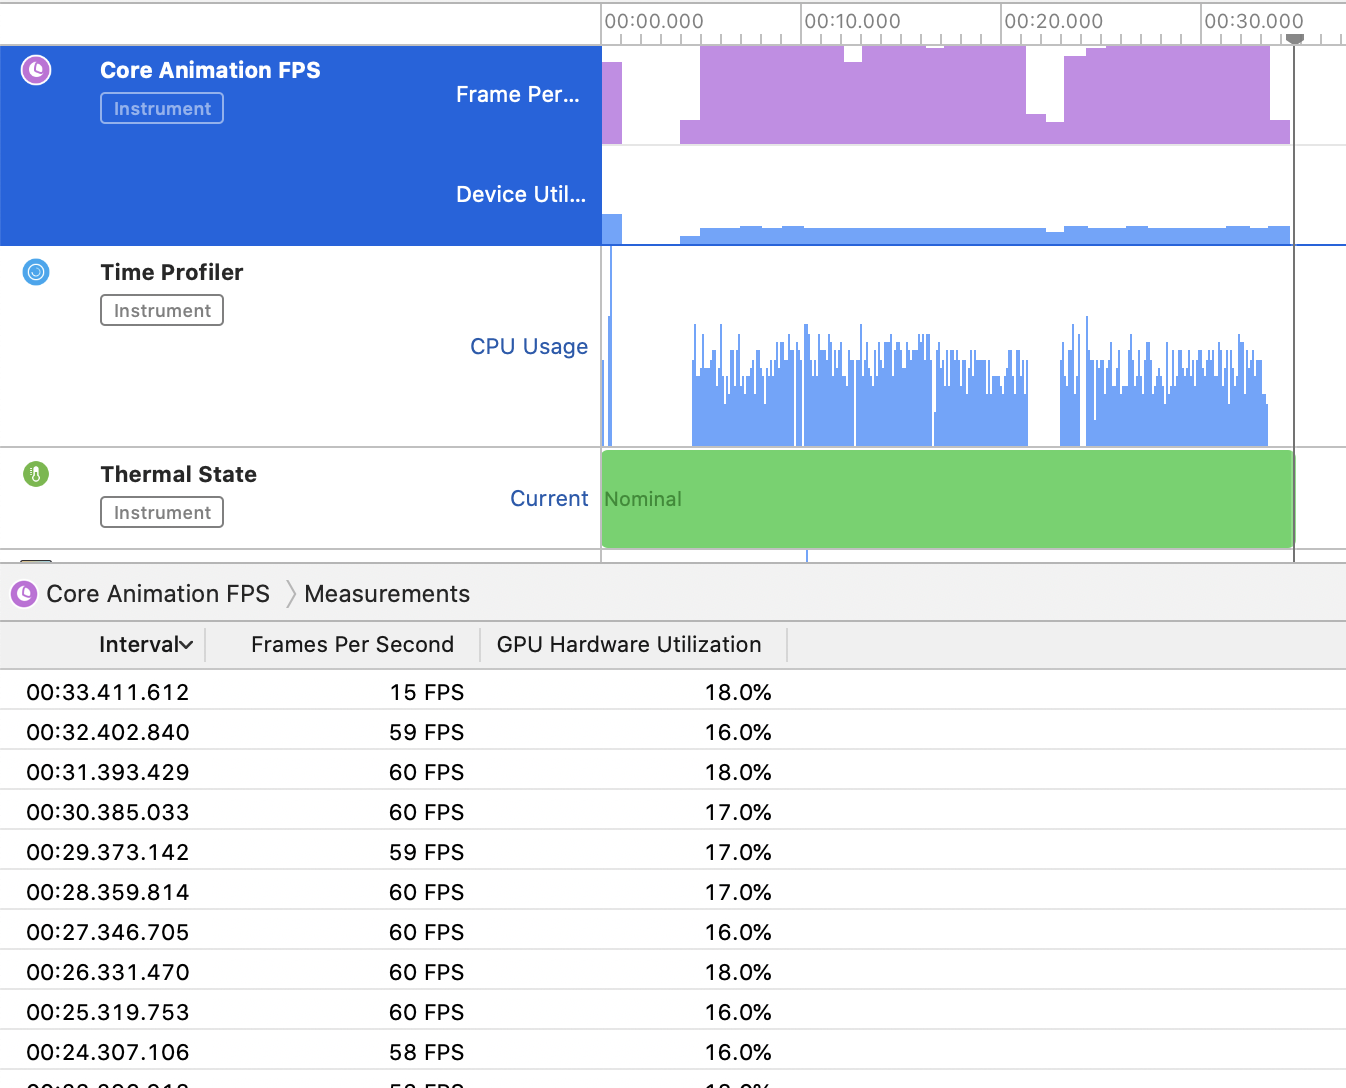 00:00.000 00:10.000 00:20.000 00:30.000
Core Animation FPS
Instrument
Frame Per...
Device Util...
Time Profiler
Instrument
CPU Usage
Thermal State
Instrument
Current
Nominal
Core Animation FPS Measurements
Interval Frames Per Second GPU Hardware Utilization
00:33.411.612 15 FPS 18.0%
00:32.402.840 59 FPS 16.0%
00:31.393.429 60 FPS 18.0%
00:30.385.033 60 FPS 17.0%
00:29.373.142 59 FPS 17.0%
00:28.359.814 60 FPS 17.0%
00:27.346.705 60 FPS 16.0%
00:26.331.470 60 FPS 18.0%
00:25.319.753 60 FPS 16.0%
00:24.307.106 58 FPS 16.0%